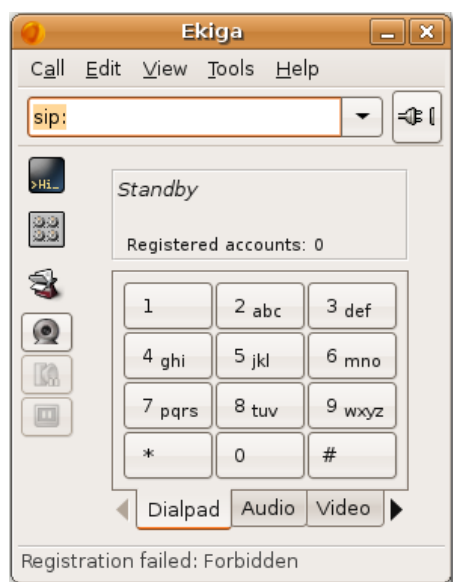 Ekiga
Call Edit View Tools Help
sip:
>Hi_
Standby
Registered accounts: 0
1 2 abc 3 def
4 ghi 5 jkl 6 mno
7 pqrs 8 tuv 9 wxyz
* 0 #
Dialpad Audio Video
Registration failed: Forbidden